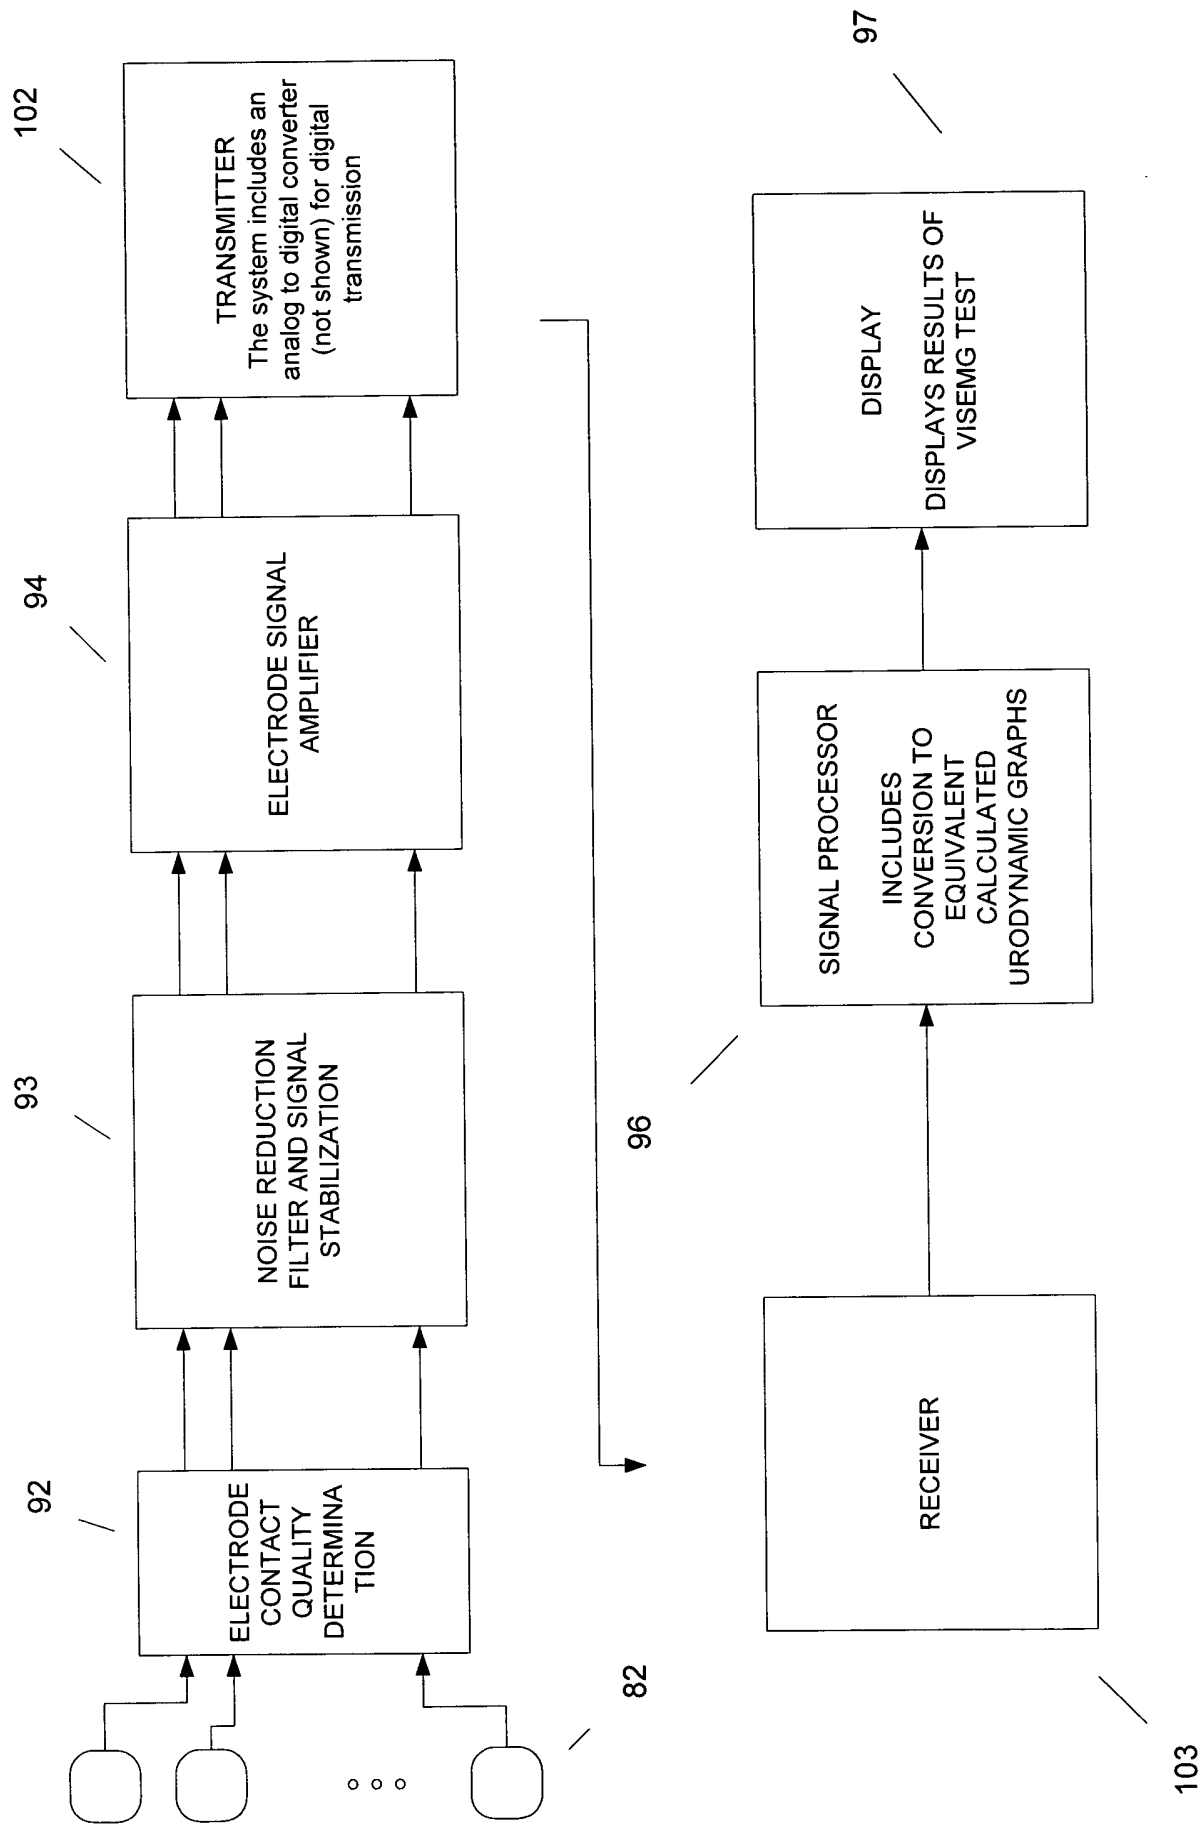 102
94
93
92
TRANSMITTER
The system includes an
analog to digital converter
(not shown) for digital
transmission
ELECTRODE SIGNAL
AMPLIFIER
NOISE REDUCTION
FILTER AND SIGNAL
STABILIZATION
ELECTRODE
CONTACT
QUALITY
DETERMINA
TION
82
97
96
103
RECEIVER
SIGNAL PROCESSOR
INCLUDES
CONVERSION TO
EQUIVALENT
CALCULATED
URODYNAMIC GRAPHS
DISPLAY
DISPLAYS RESULTS OF
VISEMG TEST